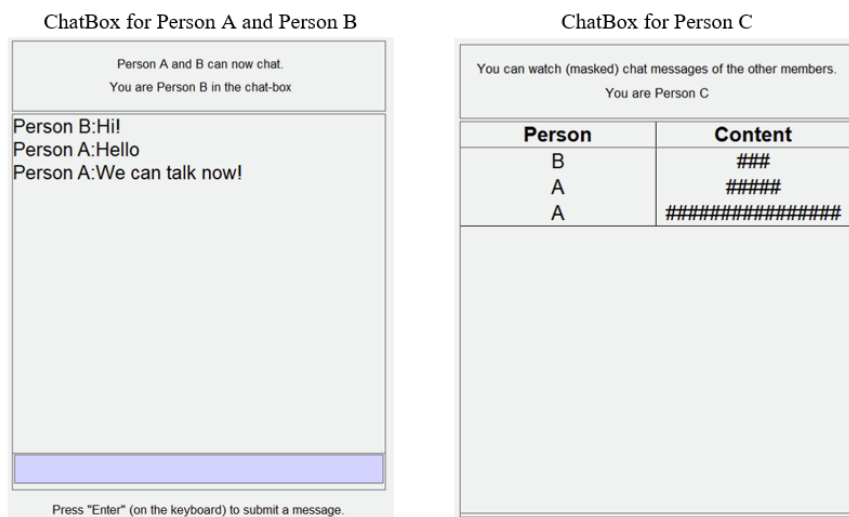 ChatBox for Person A and Person B
Person A and B can now chat.
You are Person B in the chat-box
Person B:Hi!
Person A:Hello
Person A:We can talk now!
Press "Enter" (on the keyboard) to submit a message.
ChatBox for Person C
You can watch (masked) chat messages of the other members.
You are Person C
Person Content
B ###
A #####
A ################